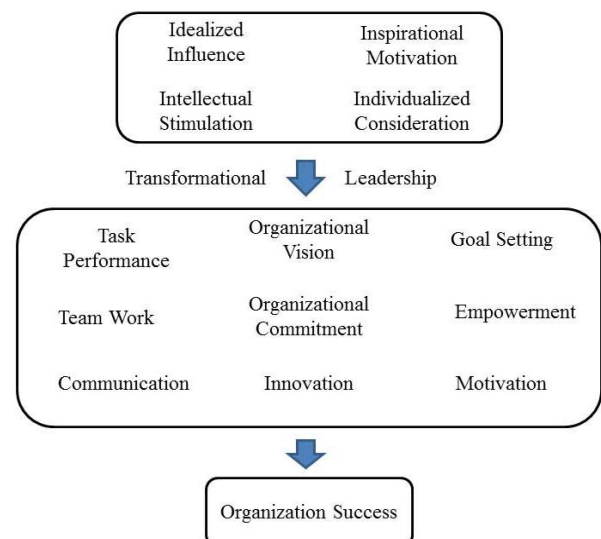 Idealized
Influence
Inspirational
Motivation
Intellectual
Stimulation
Individualized
Consideration
Transformational Leadership
Task
Performance
Organizational
Vision
Goal Setting
Team Work
Organizational
Commitment
Empowerment
Communication
Innovation
Motivation
Organization Success